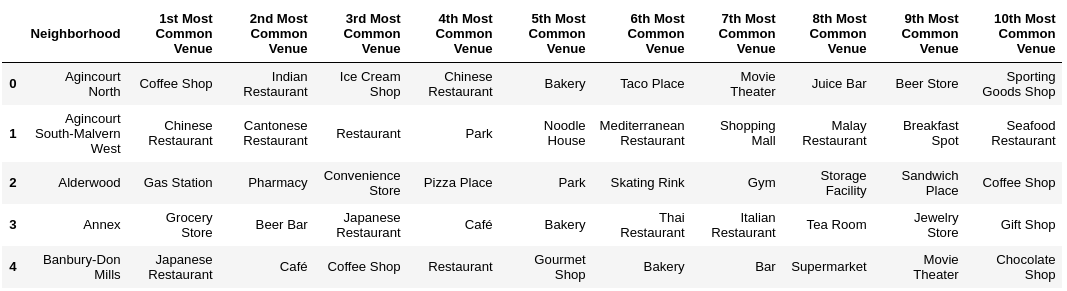 Neighborhood 1st Most Common Venue 2nd Most Common Venue 3rd Most Common Venue 4th Most Common Venue 5th Most Common Venue 6th Most Common Venue 7th Most Common Venue 8th Most Common Venue 9th Most Common Venue 10th Most Common Venue
0 Agincourt North Coffee Shop Indian Restaurant Ice Cream Shop Chinese Restaurant Bakery Taco Place Movie Theater Juice Bar Beer Store Sporting Goods Shop
1 Agincourt South-Malvern West Chinese Restaurant Cantonese Restaurant Restaurant Park Noodle House Mediterranean Restaurant Shopping Mall Malay Restaurant Breakfast Spot Seafood Restaurant
2 Alderwood Gas Station Pharmacy Convenience Store Pizza Place Park Skating Rink Gym Storage Facility Sandwich Place Coffee Shop
3 Annex Grocery Store Beer Bar Japanese Restaurant Café Bakery Thai Restaurant Italian Restaurant Tea Room Jewelry Store Gift Shop
4 Banbury-Don Mills Japanese Restaurant Café Coffee Shop Restaurant Gourmet Shop Bakery Bar Supermarket Movie Theater Chocolate Shop